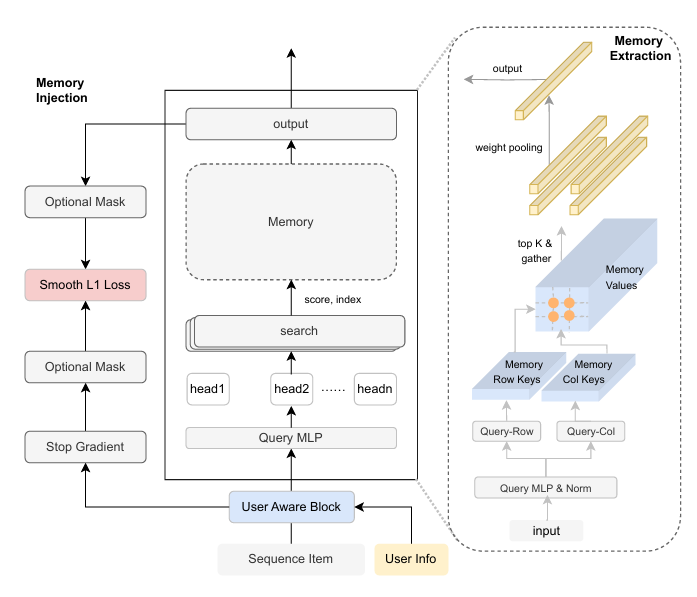 Memory
Injection
output
Optional Mask
Memory
Smooth L1 Loss
score, index
search
Optional Mask
head1
head2
......
headn
Stop Gradient
Query MLP
User Aware Block
Sequence Item
User Info
Memory
Extraction
output
weight pooling
top K &
gather
Memory
Values
Memory
Row Keys
Memory
Col Keys
Query-Row
Query-Col
Query MLP & Norm
input